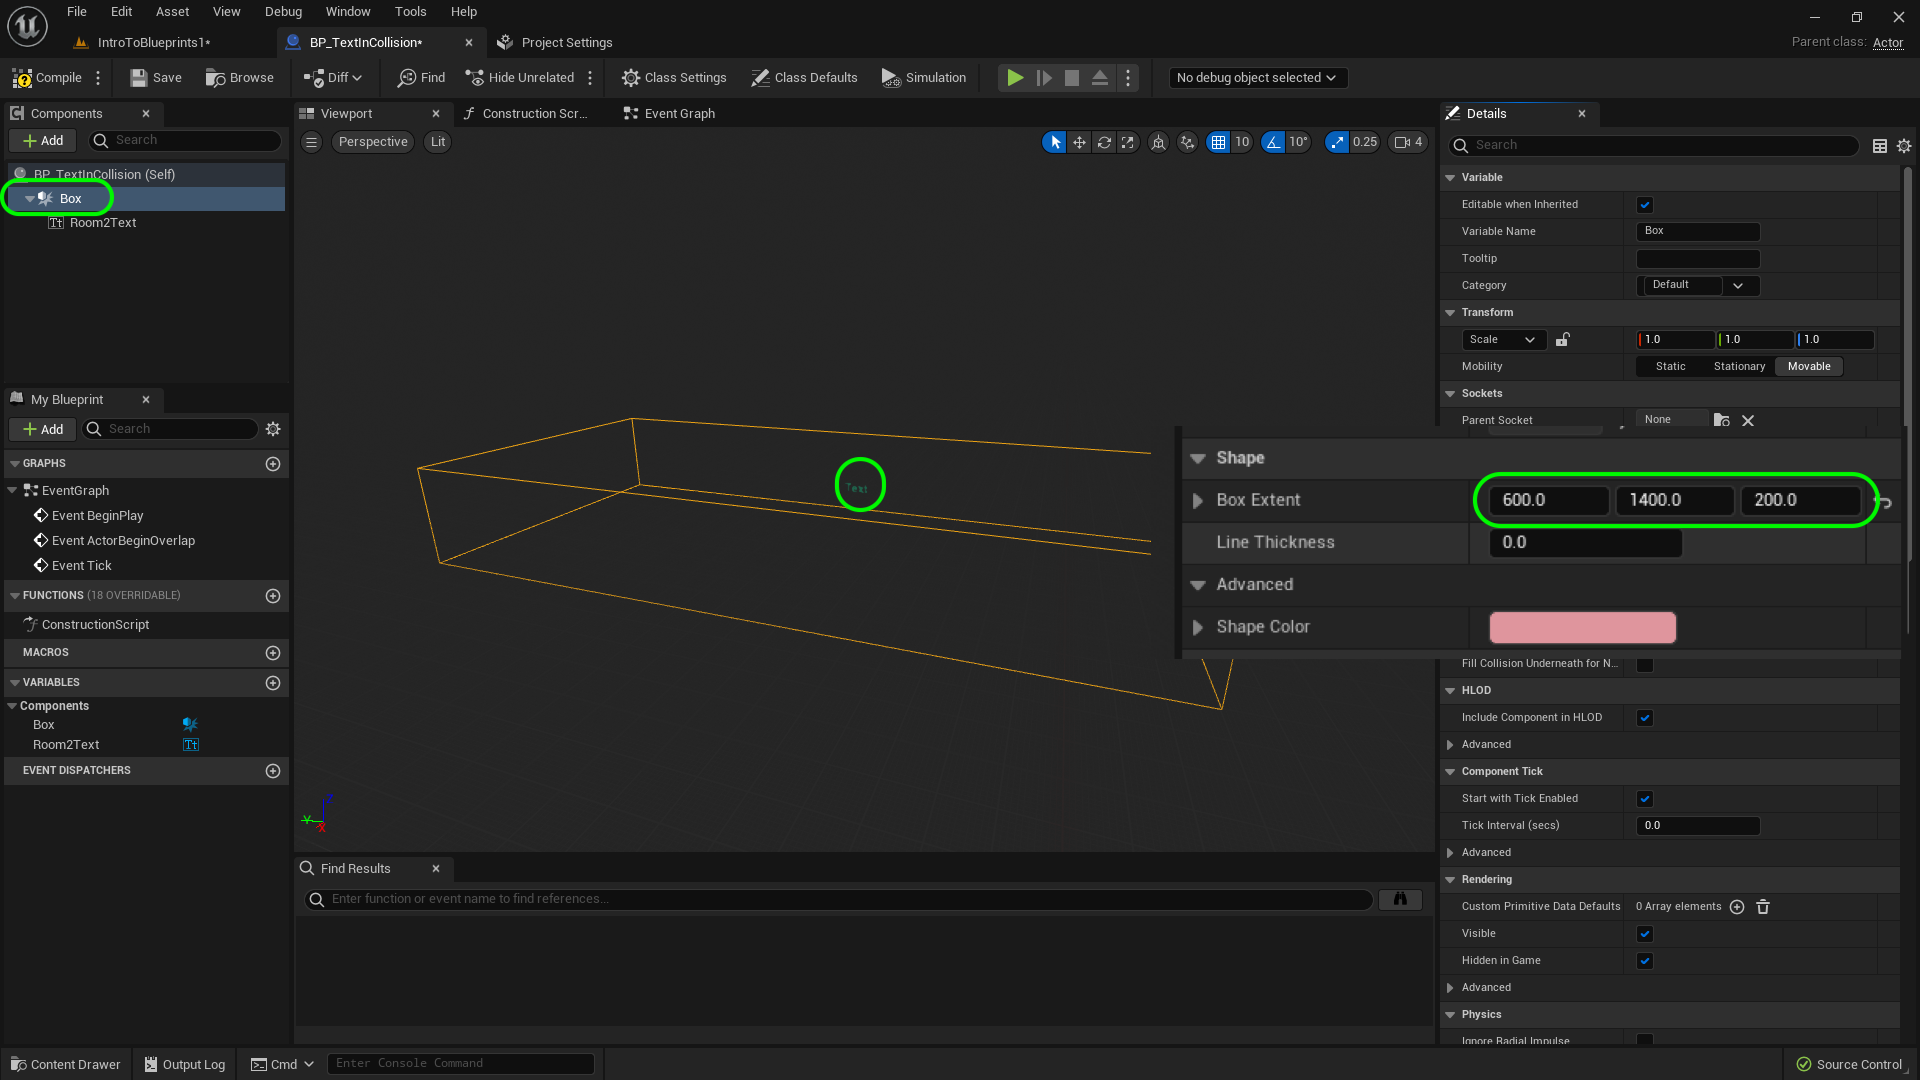 File Edit Asset View Debug Window Tools Help
IntroToBlueprints1* BP_TextInCollision* Project Settings Parent class: Actor
Compile Save Browse Diff Find Hide Unrelated Class Settings Class Defaults Simulation No debug object selected
Components Viewport Construction Scr... Event Graph Details
Add Search Perspective Lit 10 10° 0.25 4 Search
BP_TextInCollision (Self)
Box
Room2Text
My Blueprint
Add Search
GRAPHS
EventGraph
Event BeginPlay
Event ActorBeginOverlap
Event Tick
FUNCTIONS (18 OVERRIDABLE)
ConstructionScript
MACROS
VARIABLES
Components
Box
Room2Text
EVENT DISPATCHERS
Text
Z
Y
X
Find Results
Enter function or event name to find references...
Variable
Editable when Inherited
Variable Name Box
Tooltip
Category Default
Transform
Scale 1.0 1.0 1.0
Mobility Static Stationary Movable
Sockets
Parent Socket None
Shape
Box Extent 600.0 1400.0 200.0
Line Thickness 0.0
Advanced
Shape Color
Fill Collision Underneath for N...
HLOD
Include Component in HLOD
Advanced
Component Tick
Start with Tick Enabled
Tick Interval (secs) 0.0
Advanced
Rendering
Custom Primitive Data Defaults 0 Array elements
Visible
Hidden in Game
Advanced
Physics
Ignore Radial Impulse
Content Drawer Output Log Cmd Enter Console Command Source Control